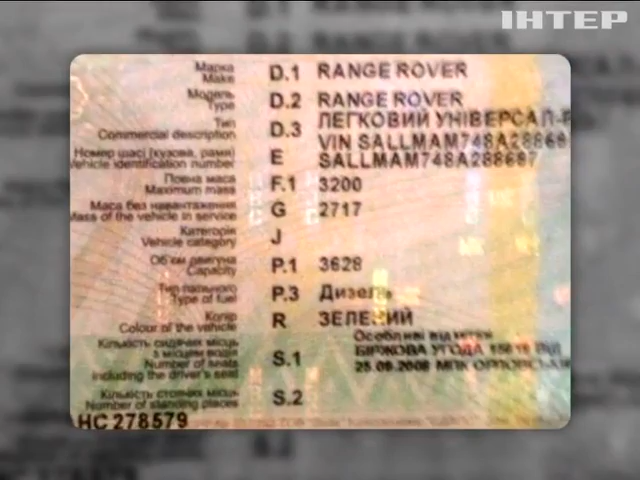 ІНТЕР
Марка
Make D.1 RANGE ROVER
Модель
Type D.2 RANGE ROVER
Тип
Commercial description D.3 ЛЕГКОВИЙ УНІВЕРСАЛ-
VIN SALLMAM748A28868
Номер шасі (кузова, рами)
Vehicle identification number E SALLMAM748A288687
Повна маса
Maximum mass F.1 3200
Маса без навантаження
Mass of the vehicle in service G 2717
Категорія
Vehicle category J
Об'єм двигуна
Capacity P.1 3628
Тип пального
Type of fuel P.3 Дизель
Колір
Colour of the vehicle R ЗЕЛЕНИЙ
Кількість сидячих місць
з місцем водія
Number of seats
including the driver's seat S.1
Особливі відмітки
БІРЖОВА УГОДА ВІД
МПК
Кількість стоячих місць
Number of standing places S.2
НС 278579